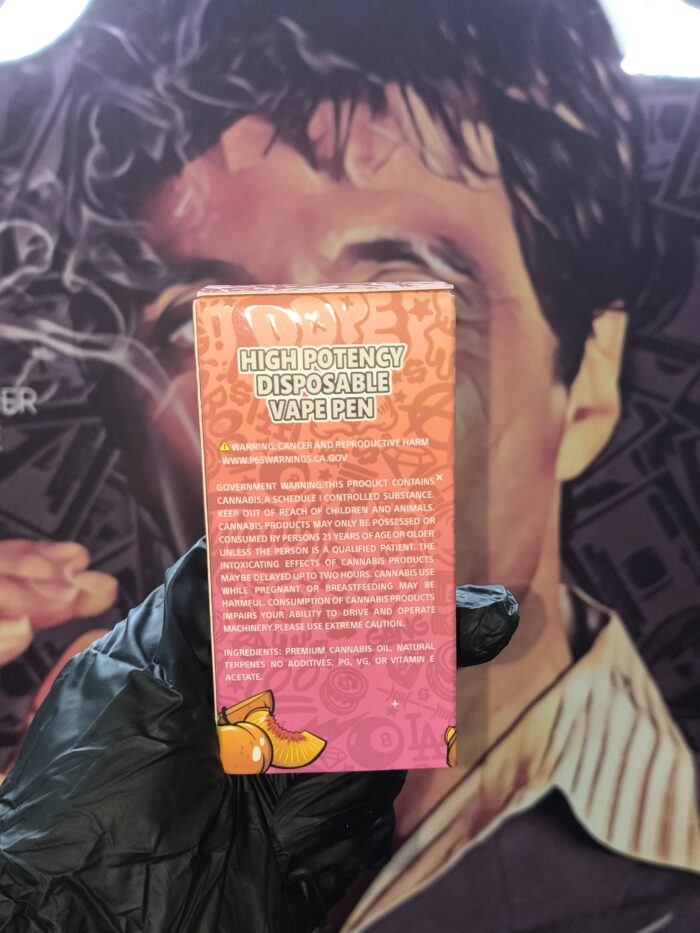 DOPE
HIGH POTENCY
DISPOSABLE
VAPE PEN
WARNING: CANCER AND REPRODUCTIVE HARM
-WWW.P65WARNINGS.CA.GOV
GOVERNMENT WARNING:THIS PRODUCT CONTAINS
CANNABIS,A SCHEDULE I CONTROLLED SUBSTANCE.
KEEP OUT OF REACH OF CHILDREN AND ANIMALS.
CANNABIS PRODUCTS MAY ONLY BE POSSESSED OR
CONSUMED BY PERSONS 21 YEARS OF AGE OR OLDER
UNLESS THE PERSON IS A QUALIFIED PATIENT. THE
INTOXICATING EFFECTS OF CANNABIS PRODUCTS
MAY BE DELAYED UP TO TWO HOURS. CANNABIS USE
WHILE PREGNANT OR BREASTFEEDING MAY BE
HARMFUL. CONSUMPTION OF CANNABIS PRODUCTS
IMPAIRS YOUR ABILITY TO DRIVE AND OPERATE
MACHINERY.PLEASE USE EXTREME CAUTION.
INGREDIENTS: PREMIUM CANNABIS OIL, NATURAL
TERPENES NO ADDITIVES, PG, VG, OR VITAMIN E
ACETATE.
8
LA